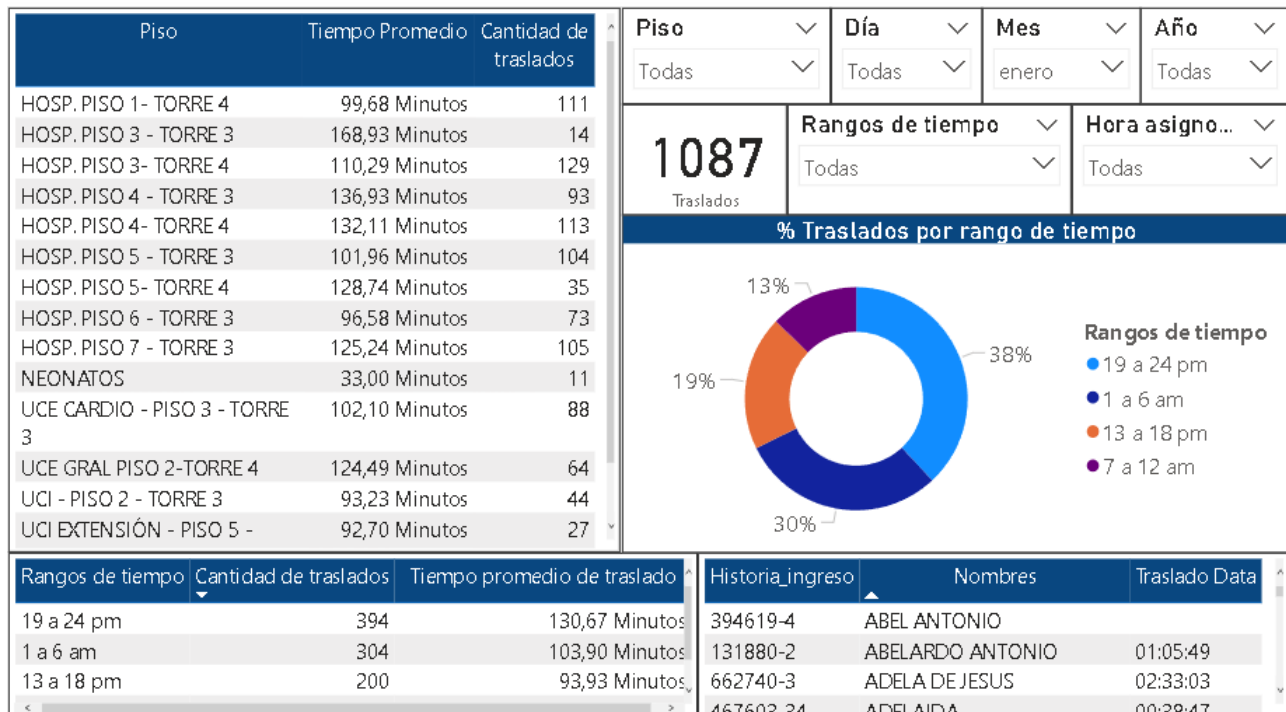 Piso Tiempo Promedio Cantidad de traslados
HOSP. PISO 1- TORRE 4 99,68 Minutos 111
HOSP. PISO 3 - TORRE 3 168,93 Minutos 14
HOSP. PISO 3- TORRE 4 110,29 Minutos 129
HOSP. PISO 4 - TORRE 3 136,93 Minutos 93
HOSP. PISO 4- TORRE 4 132,11 Minutos 113
HOSP. PISO 5 - TORRE 3 101,96 Minutos 104
HOSP. PISO 5- TORRE 4 128,74 Minutos 35
HOSP. PISO 6 - TORRE 3 96,58 Minutos 73
HOSP. PISO 7 - TORRE 3 125,24 Minutos 105
NEONATOS 33,00 Minutos 11
UCE CARDIO - PISO 3 - TORRE 102,10 Minutos 88
3
UCE GRAL PISO 2-TORRE 4 124,49 Minutos 64
UCI - PISO 2 - TORRE 3 93,23 Minutos 44
UCI EXTENSIÓN - PISO 5 - 92,70 Minutos 27
Piso Día Mes Año
Todas Todas enero Todas
1087
Traslados
Rangos de tiempo Hora asigno...
Todas Todas
% Traslados por rango de tiempo
13%
38%
19%
30%
Rangos de tiempo
19 a 24 pm
1 a 6 am
13 a 18 pm
7 a 12 am
Rangos de tiempo Cantidad de traslados Tiempo promedio de traslado
19 a 24 pm 394 130,67 Minutos
1 a 6 am 304 103,90 Minutos
13 a 18 pm 200 93,93 Minutos
Historia_ingreso Nombres Traslado Data
394619-4 ABEL ANTONIO
131880-2 ABELARDO ANTONIO 01:05:49
662740-3 ADELA DE JESUS 02:33:03
467603-34 ADELAIDA 00:38:47